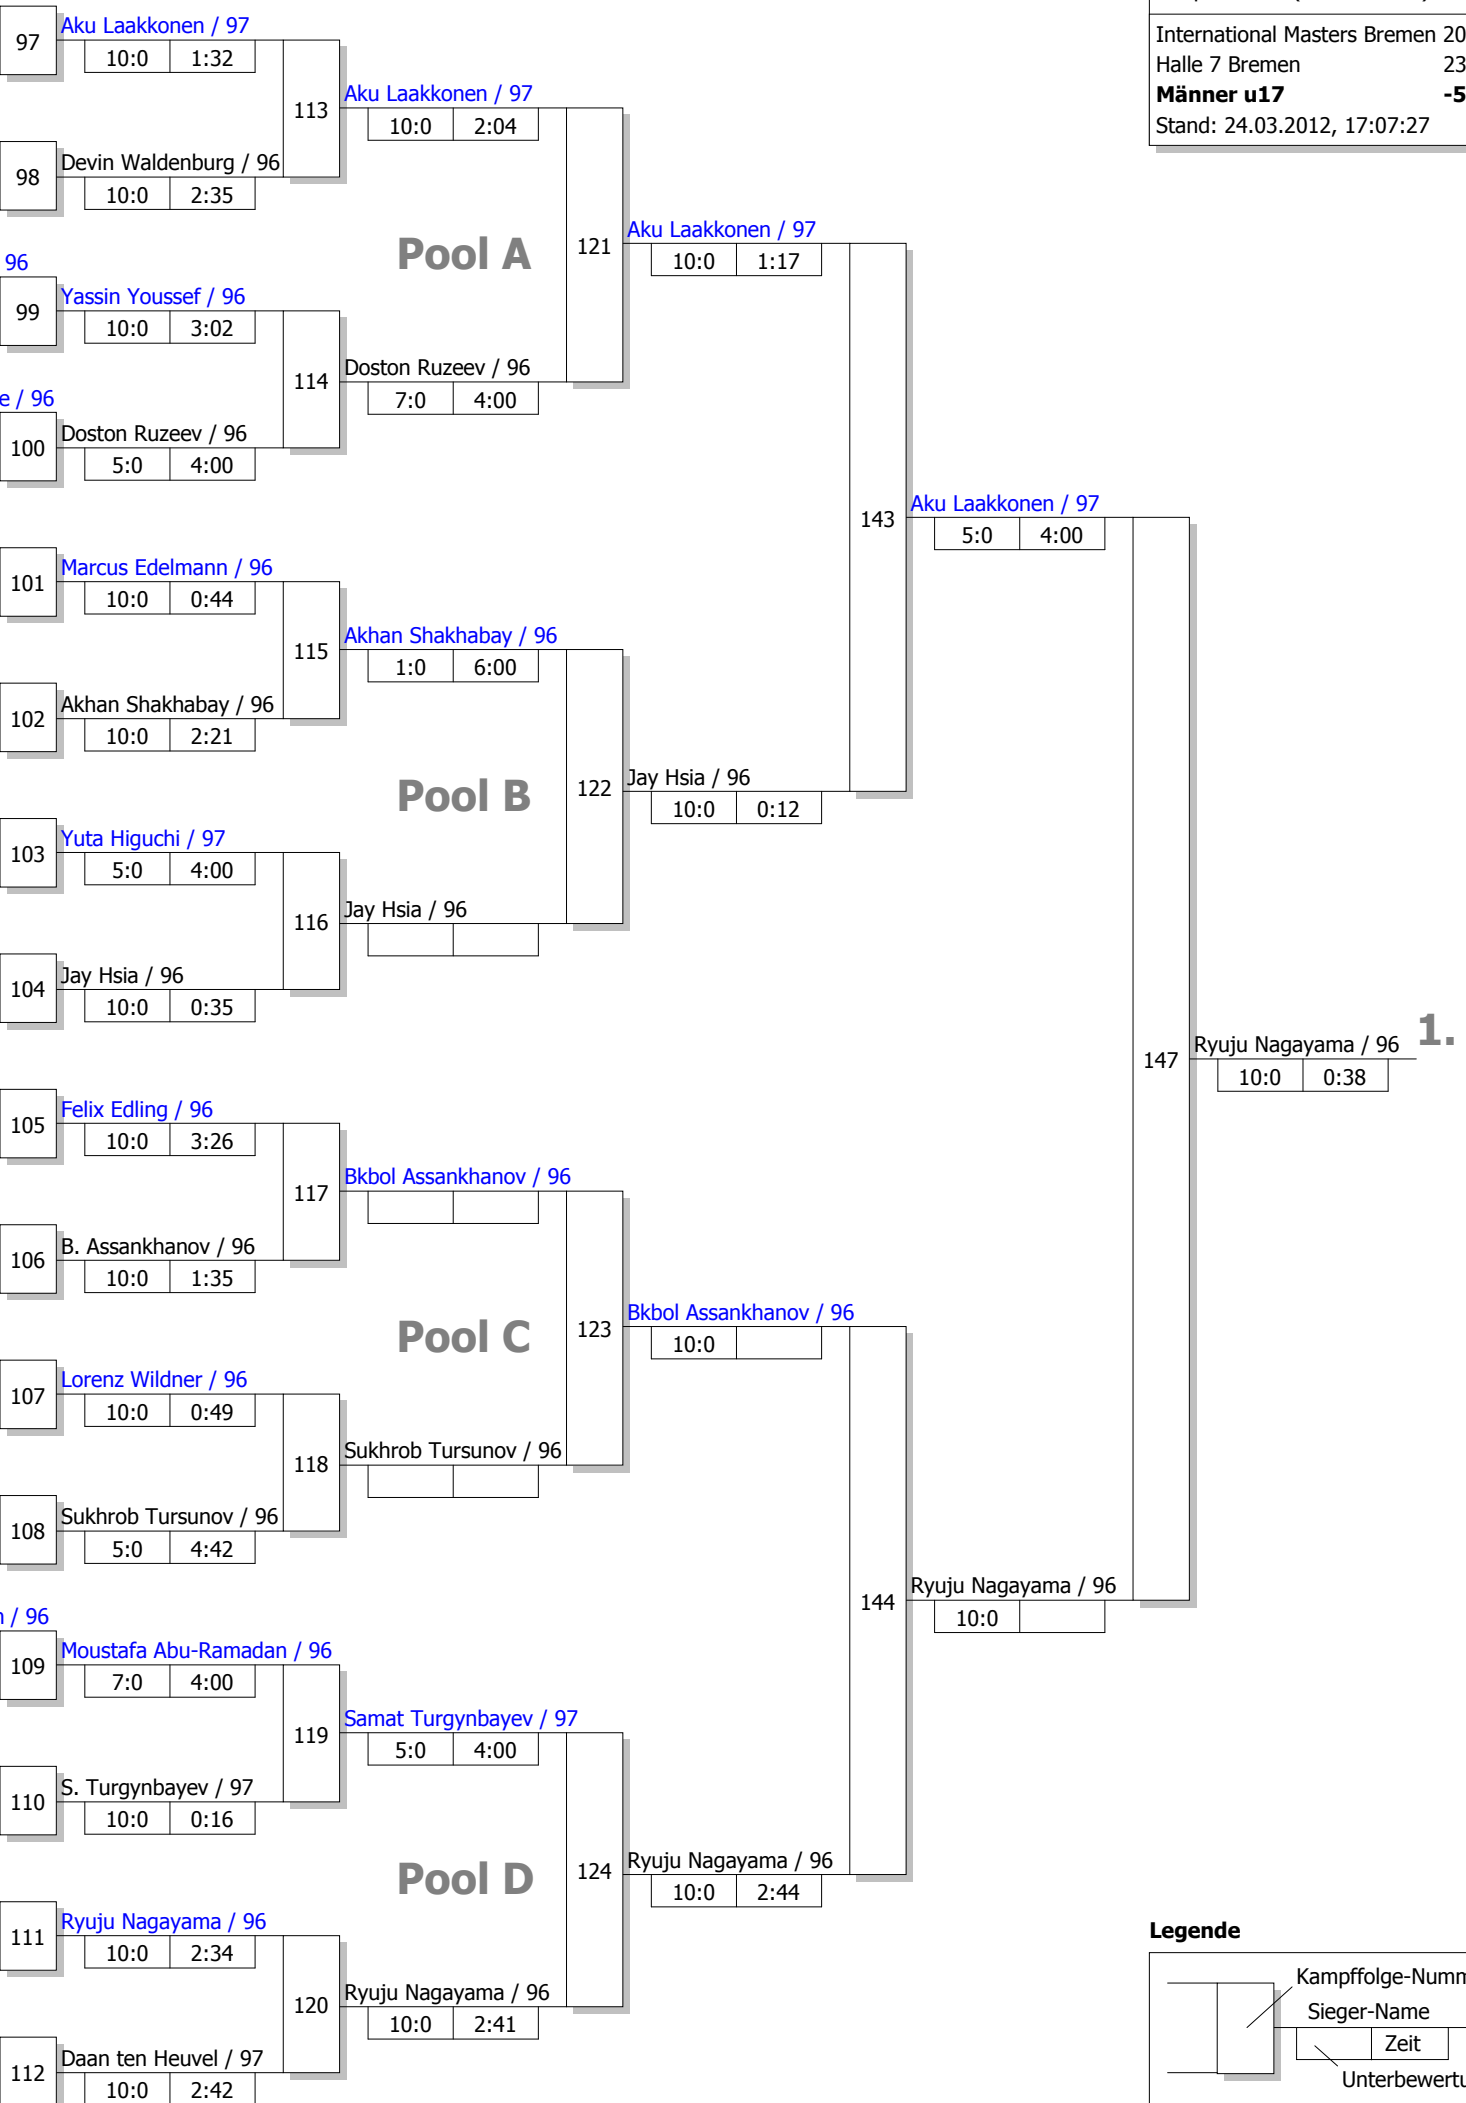 International Masters Bremen 20
Halle 7 Bremen 23
Männer u17 -5
Stand: 24.03.2012, 17:07:27
97
Aku Laakkonen / 97
10:0 1:32
113
Aku Laakkonen / 97
10:0 2:04
98
Devin Waldenburg / 96
10:0 2:35
Pool A
121
Aku Laakkonen / 97
10:0 1:17
96
99
Yassin Youssef / 96
10:0 3:02
114
Doston Ruzeev / 96
7:0 4:00
e / 96
100
Doston Ruzeev / 96
5:0 4:00
143
Aku Laakkonen / 97
5:0 4:00
101
Marcus Edelmann / 96
10:0 0:44
115
Akhan Shakhabay / 96
1:0 6:00
102
Akhan Shakhabay / 96
10:0 2:21
Pool B
122
Jay Hsia / 96
10:0 0:12
103
Yuta Higuchi / 97
5:0 4:00
116
Jay Hsia / 96
104
Jay Hsia / 96
10:0 0:35
147
Ryuju Nagayama / 96
1.
10:0 0:38
105
Felix Edling / 96
10:0 3:26
117
Bkbol Assankhanov / 96
106
B. Assankhanov / 96
10:0 1:35
Pool C
123
Bkbol Assankhanov / 96
10:0
107
Lorenz Wildner / 96
10:0 0:49
118
Sukhrob Tursunov / 96
108
Sukhrob Tursunov / 96
5:0 4:42
144
Ryuju Nagayama / 96
10:0
/ 96
109
Moustafa Abu-Ramadan / 96
7:0 4:00
119
Samat Turgynbayev / 97
5:0 4:00
110
S. Turgynbayev / 97
10:0 0:16
Pool D
124
Ryuju Nagayama / 96
10:0 2:44
111
Ryuju Nagayama / 96
10:0 2:34
120
Ryuju Nagayama / 96
10:0 2:41
112
Daan ten Heuvel / 97
10:0 2:42
Legende
Kampffolge-Numm
Sieger-Name
Zeit
Unterbewertu